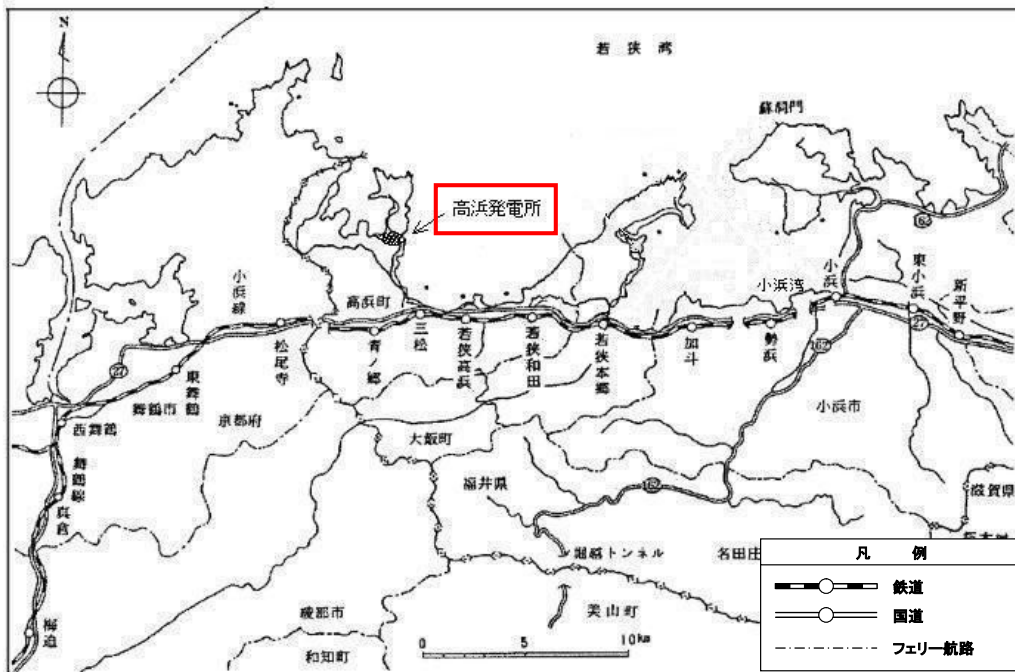 N
若狭湾
蘇洞門
高浜発電所
162
小浜線
高浜町
小浜湾
小浜
東小浜
新平野
27
松尾寺
青ノ郷
三松
若狭高浜
若狭和田
若狭本郷
加斗
勢浜
27
162
東舞鶴
舞鶴市
西舞鶴
京都府
大飯町
小浜市
舞鶴線
真倉
福井県
162
滋賀県
堀越トンネル
名田庄
綾部市
美山町
梅迫
和知町
0 5 10km
凡 例
鉄道
国道
フェリー航路